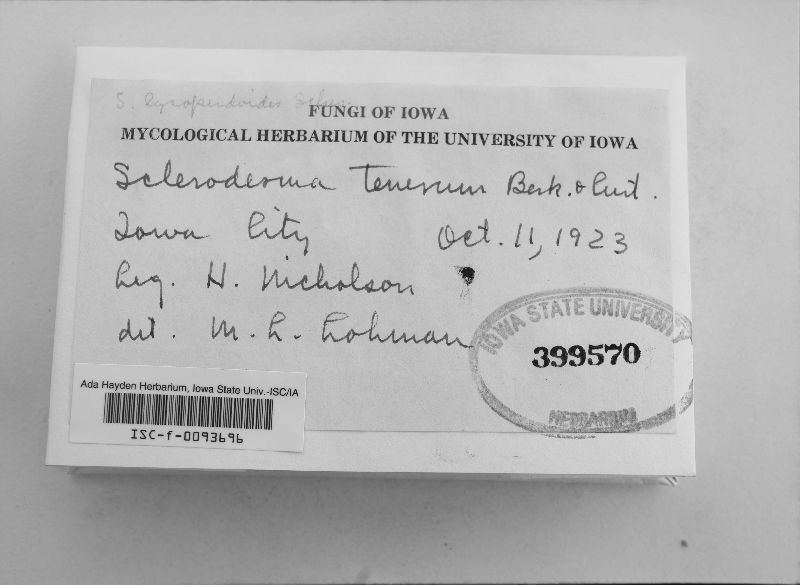 S. lycoperdoides Schw.
FUNGI OF IOWA
MYCOLOGICAL HERBARIUM OF THE UNIVERSITY OF IOWA
Scleroderma tenerum Berk. & Curt.
Iowa City Oct. 11, 1923
Leg. H. Nicholson
det. M. L. Lohman
IOWA STATE UNIVERSITY
399570
HERBARIUM
Ada Hayden Herbarium, Iowa State Univ.-ISC/IA
ISC-f-0093696